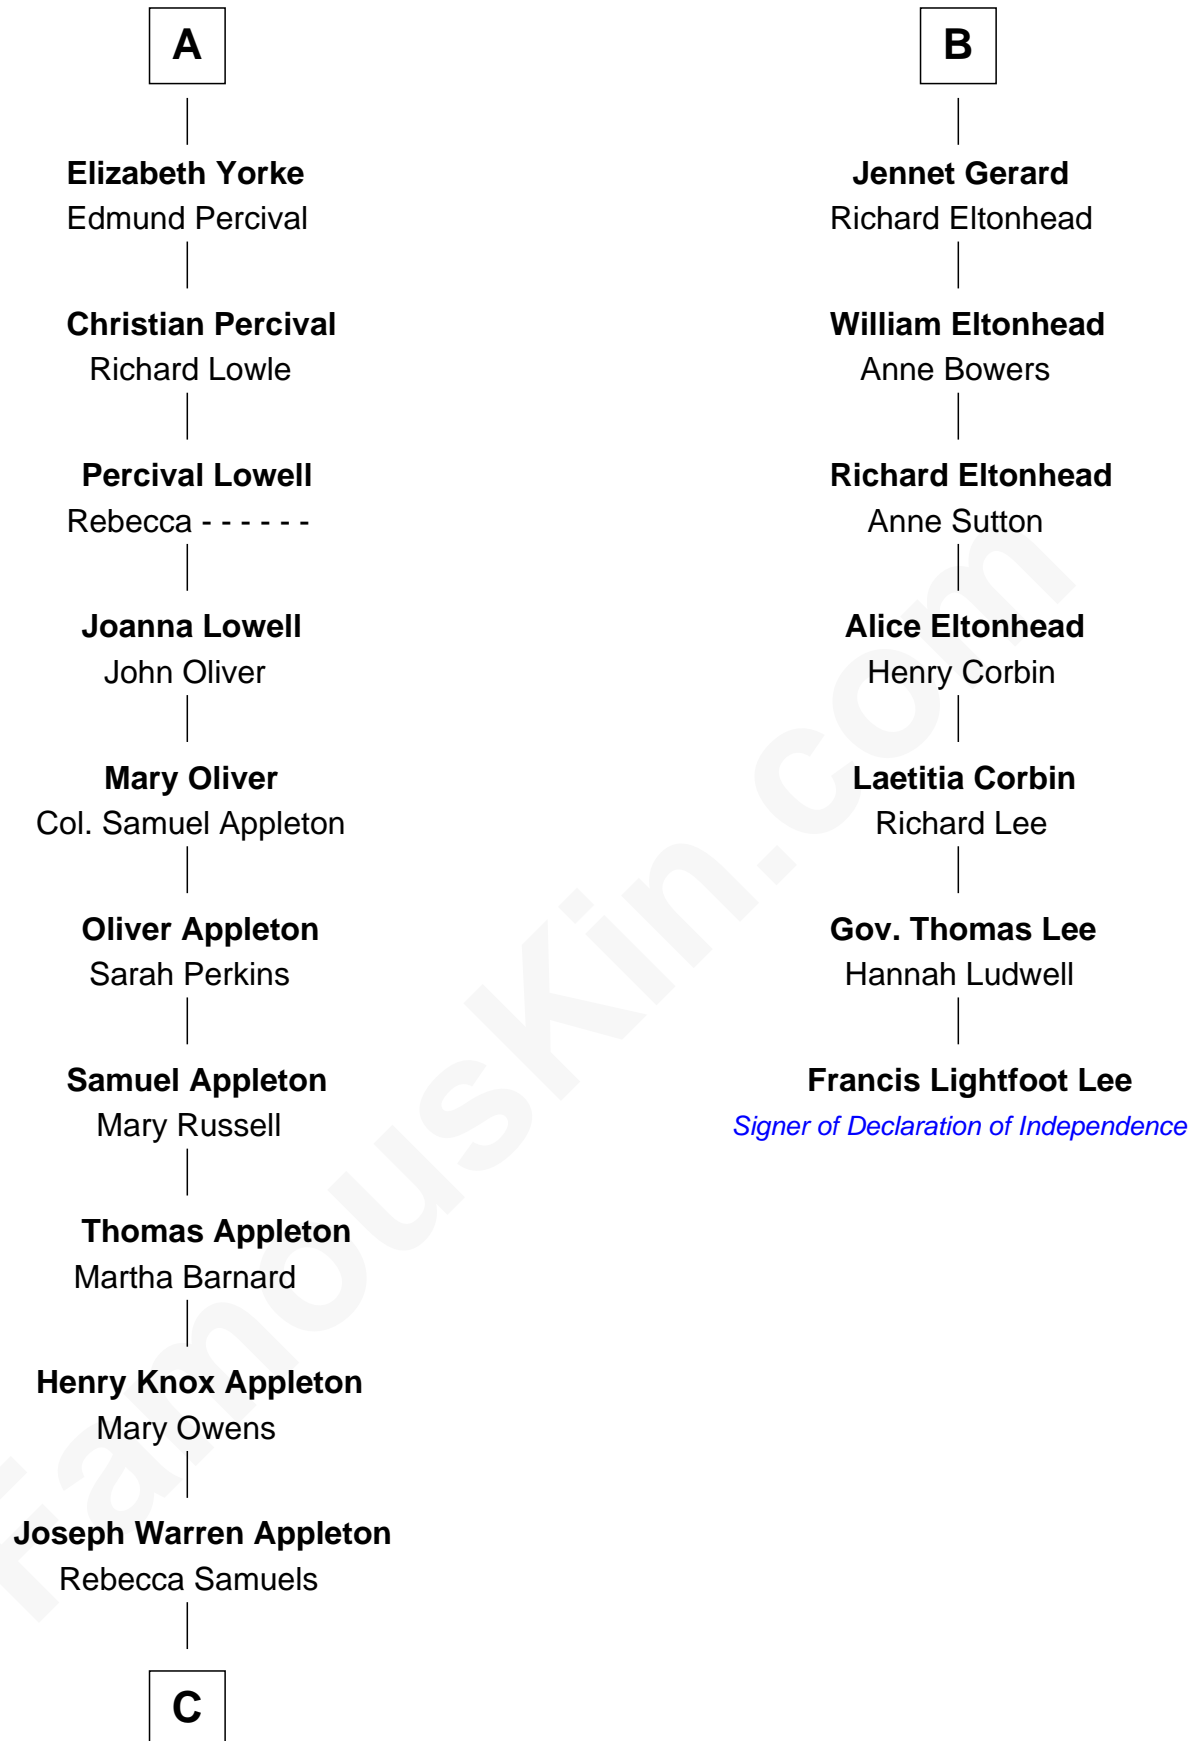 A
Elizabeth Yorke
Edmund Percival
Christian Percival
Richard Lowle
Percival Lowell
Rebecca - - - - - -
Joanna Lowell
John Oliver
Mary Oliver
Col. Samuel Appleton
Oliver Appleton
Sarah Perkins
Samuel Appleton
Mary Russell
Thomas Appleton
Martha Barnard
Henry Knox Appleton
Mary Owens
Joseph Warren Appleton
Rebecca Samuels
C
B
Jennet Gerard
Richard Eltonhead
William Eltonhead
Anne Bowers
Richard Eltonhead
Anne Sutton
Alice Eltonhead
Henry Corbin
Laetitia Corbin
Richard Lee
Gov. Thomas Lee
Hannah Ludwell
Francis Lightfoot Lee
Signer of Declaration of Independence
FamousKin.com